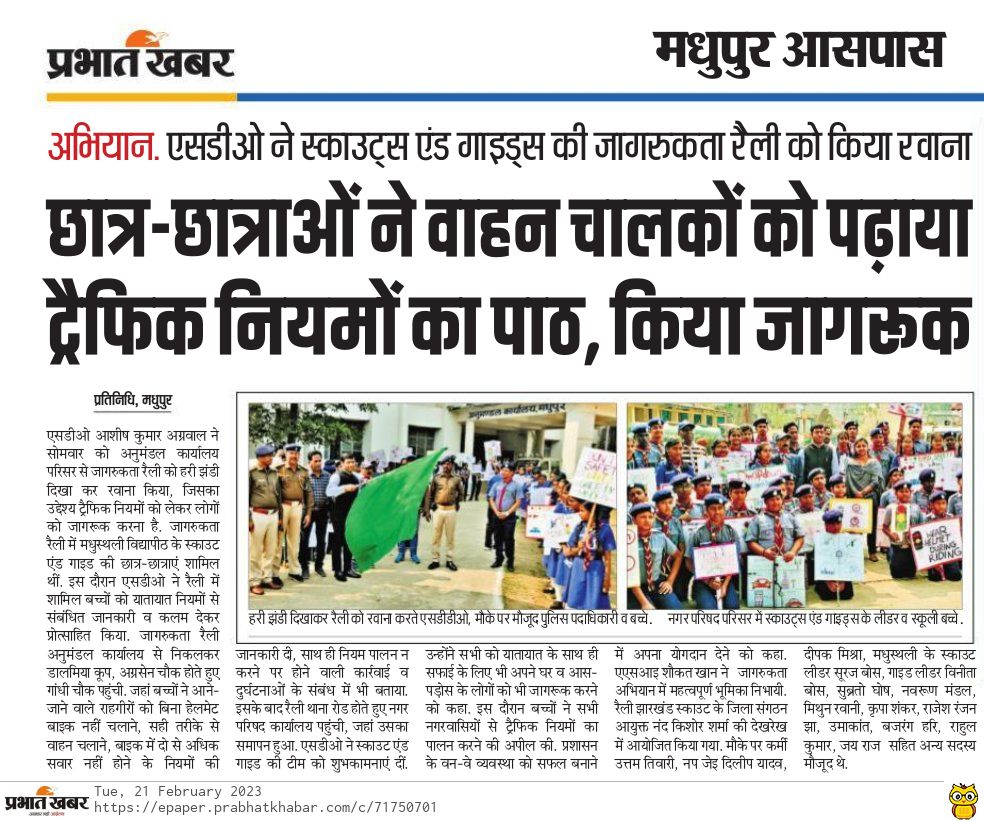 प्रभात खबर
मधुपुर आसपास
अभियान. एसडीओ ने स्काउट्स एंड गाइड्स की जागरुकता रैली को किया रवाना
छात्र-छात्राओं ने वाहन चालकों को पढ़ाया
ट्रैफिक नियमों का पाठ, किया जागरूक
प्रतिनिधि, मधुपुर
एसडीओ आशीष कुमार अग्रवाल ने
सोमवार को अनुमंडल कार्यालय
परिसर से जागरुकता रैली को हरी झंडी
दिखा कर रवाना किया, जिसका
उद्देश्य ट्रैफिक नियमों को लेकर लोगों
को जागरूक करना है. जागरुकता
रैली में मधुस्थली विद्यापीठ के स्काउट
एंड गाइड की छात्र-छात्राएं शामिल
थीं. इस दौरान एसडीओ ने रैली में
शामिल बच्चों को यातायात नियमों से
संबंधित जानकारी व कलम देकर
प्रोत्साहित किया. जागरुकता रैली
अनुमंडल कार्यालय से निकलकर
डालमिया कूप, अग्रसेन चौक होते हुए
गांधी चौक पहुंची. जहां बच्चों ने आने-
जाने वाले राहगीरों को बिना हेलमेट
बाइक नहीं चलाने, सही तरीके से
वाहन चलाने, बाइक में दो से अधिक
सवार नहीं होने के नियमों की
अनुमण्डल कार्यालय, मधुपुर
WEAR
HELMET
DURING
RIDING
हरी झंडी दिखाकर रैली को रवाना करते एसडीडीओ, मौके पर मौजूद पुलिस पदाधिकारी व बच्चे.
नगर परिषद परिसर में स्काउट्स एंड गाइड्स के लीडर व स्कूली बच्चे.
जानकारी दी, साथ ही नियम पालन न
करने पर होने वाली कार्रवाई व
दुर्घटनाओं के संबंध में भी बताया.
इसके बाद रैली थाना रोड होते हुए नगर
परिषद कार्यालय पहुंची, जहां उसका
समापन हुआ. एसडीओ ने स्काउट एंड
गाइड की टीम को शुभकामनाएं दीं.
उन्होंने सभी को यातायात के साथ ही
सफाई के लिए भी अपने घर व आस-
पड़ोस के लोगों को भी जागरूक करने
को कहा. इस दौरान बच्चों ने सभी
नगरवासियों से ट्रैफिक नियमों का
पालन करने की अपील की. प्रशासन
के वन-वे व्यवस्था को सफल बनाने
में अपना योगदान देने को कहा.
एएसआइ शौकत खान ने जागरुकता
अभियान में महत्वपूर्ण भूमिका निभायी.
रैली झारखंड स्काउट के जिला संगठन
आयुक्त नंद किशोर शर्मा की देखरेख
में आयोजित किया गया. मौके पर कर्मी
उत्तम तिवारी, नप जेइ दिलीप यादव,
दीपक मिश्रा, मधुस्थली के स्काउट
लीडर सूरज बोस, गाइड लीडर विनीता
बोस, सुब्रतो घोष, नवरूण मंडल,
मिथुन रवानी, कृपा शंकर, राजेश रंजन
झा, उमाकांत, बजरंग हरि, राहुल
कुमार, जय राज सहित अन्य सदस्य
मौजूद थे.
प्रभात खबर
Tue, 21 February 2023
https://epaper.prabhatkhabar.com/c/71750701